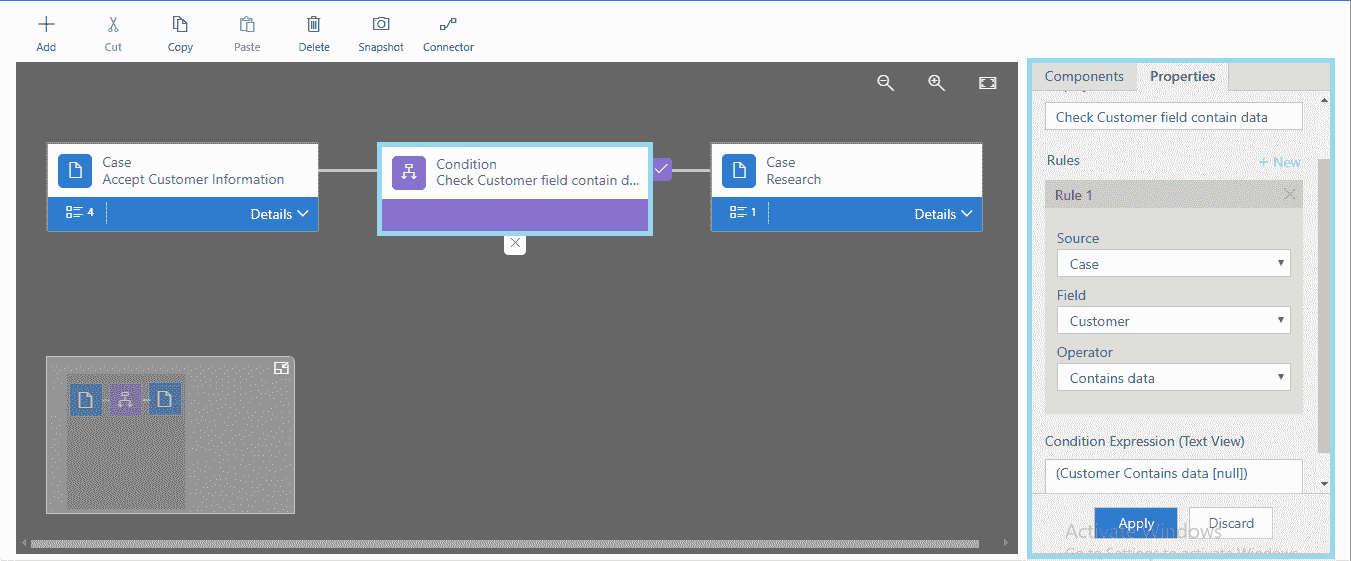 Add
Cut
Copy
Paste
Delete
Snapshot
Connector
Components
Properties
Check Customer field contain data
Rules
+ New
Rule 1
Source
Case
Field
Customer
Operator
Contains data
Condition Expression (Text View)
(Customer Contains data [null])
Apply
Discard
Activate Windows
Go to Settings to activate Windows
Case
Accept Customer Information
4
Details
Condition
Check Customer field contain d...
Case
Research
1
Details